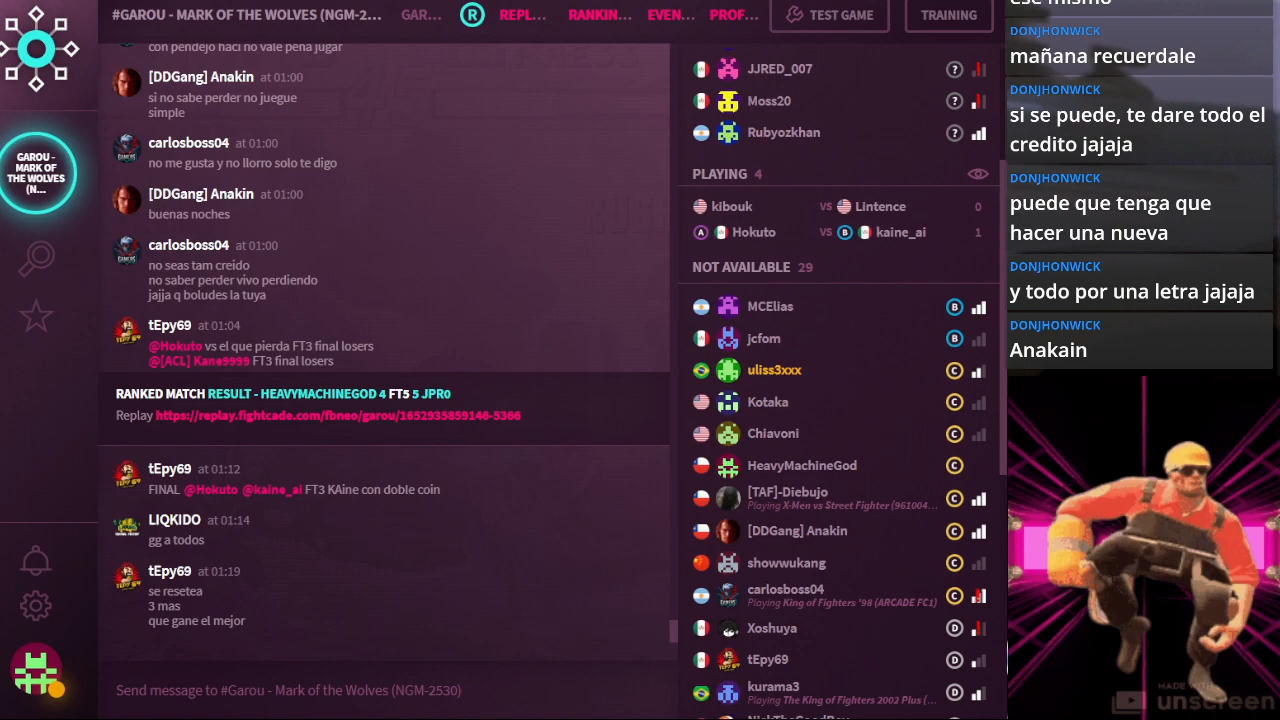 #GAROU - MARK OF THE WOLVES (NGM-2...
GAR...
R
REPL...
RANKIN...
EVEN...
PROF...
TEST GAME
TRAINING
GAROU -
MARK OF
THE WOLVES
(N...
con pendejo haci no vale pena jugar
[DDGang] Anakin at 01:00
si no sabe perder no juegue
simple
carlosboss04 at 01:00
no me gusta y no llorro solo te digo
[DDGang] Anakin at 01:00
buenas noches
carlosboss04 at 01:00
no seas tam creido
no saber perder vivo perdiendo
jajja q boludes la tuya
tEpy69 at 01:04
@Hokuto vs el que pierda FT3 final losers
@[ACL] Kane9999 FT3 final losers
RANKED MATCH RESULT - HEAVYMACHINEGOD 4 FT5 5 JPR0
Replay https://replay.fightcade.com/fbneo/garou/1652935859146-5366
tEpy69 at 01:12
FINAL @Hokuto @kaine_ai FT3 KAine con doble coin
LIQKIDO at 01:14
gg a todos
tEpy69 at 01:19
se resetea
3 mas
que gane el mejor
Send message to #Garou - Mark of the Wolves (NGM-2530)
JJRED_007 ?
Moss20 ?
Rubyozkhan ?
PLAYING 4
kibouk VS Lintence 0
A Hokuto VS B kaine_ai 1
NOT AVAILABLE 29
MCElias B
jcfom B
uliss3xxx C
Kotaka C
Chiavoni C
HeavyMachineGod C
[TAF]-Diebujo C
Playing X-Men vs Street Fighter (961004...
[DDGang] Anakin C
showwukang C
carlosboss04 C
Playing King of Fighters '98 (ARCADE FC1)
Xoshuya D
tEpy69 D
kurama3 D
Playing The King of Fighters 2002 Plus (...
ese mismo
DONJHONWICK
mañana recuerdale
DONJHONWICK
si se puede, te dare todo el
credito jajaja
DONJHONWICK
puede que tenga que
hacer una nueva
DONJHONWICK
y todo por una letra jajaja
DONJHONWICK
Anakain
MADE WITH
unscreen